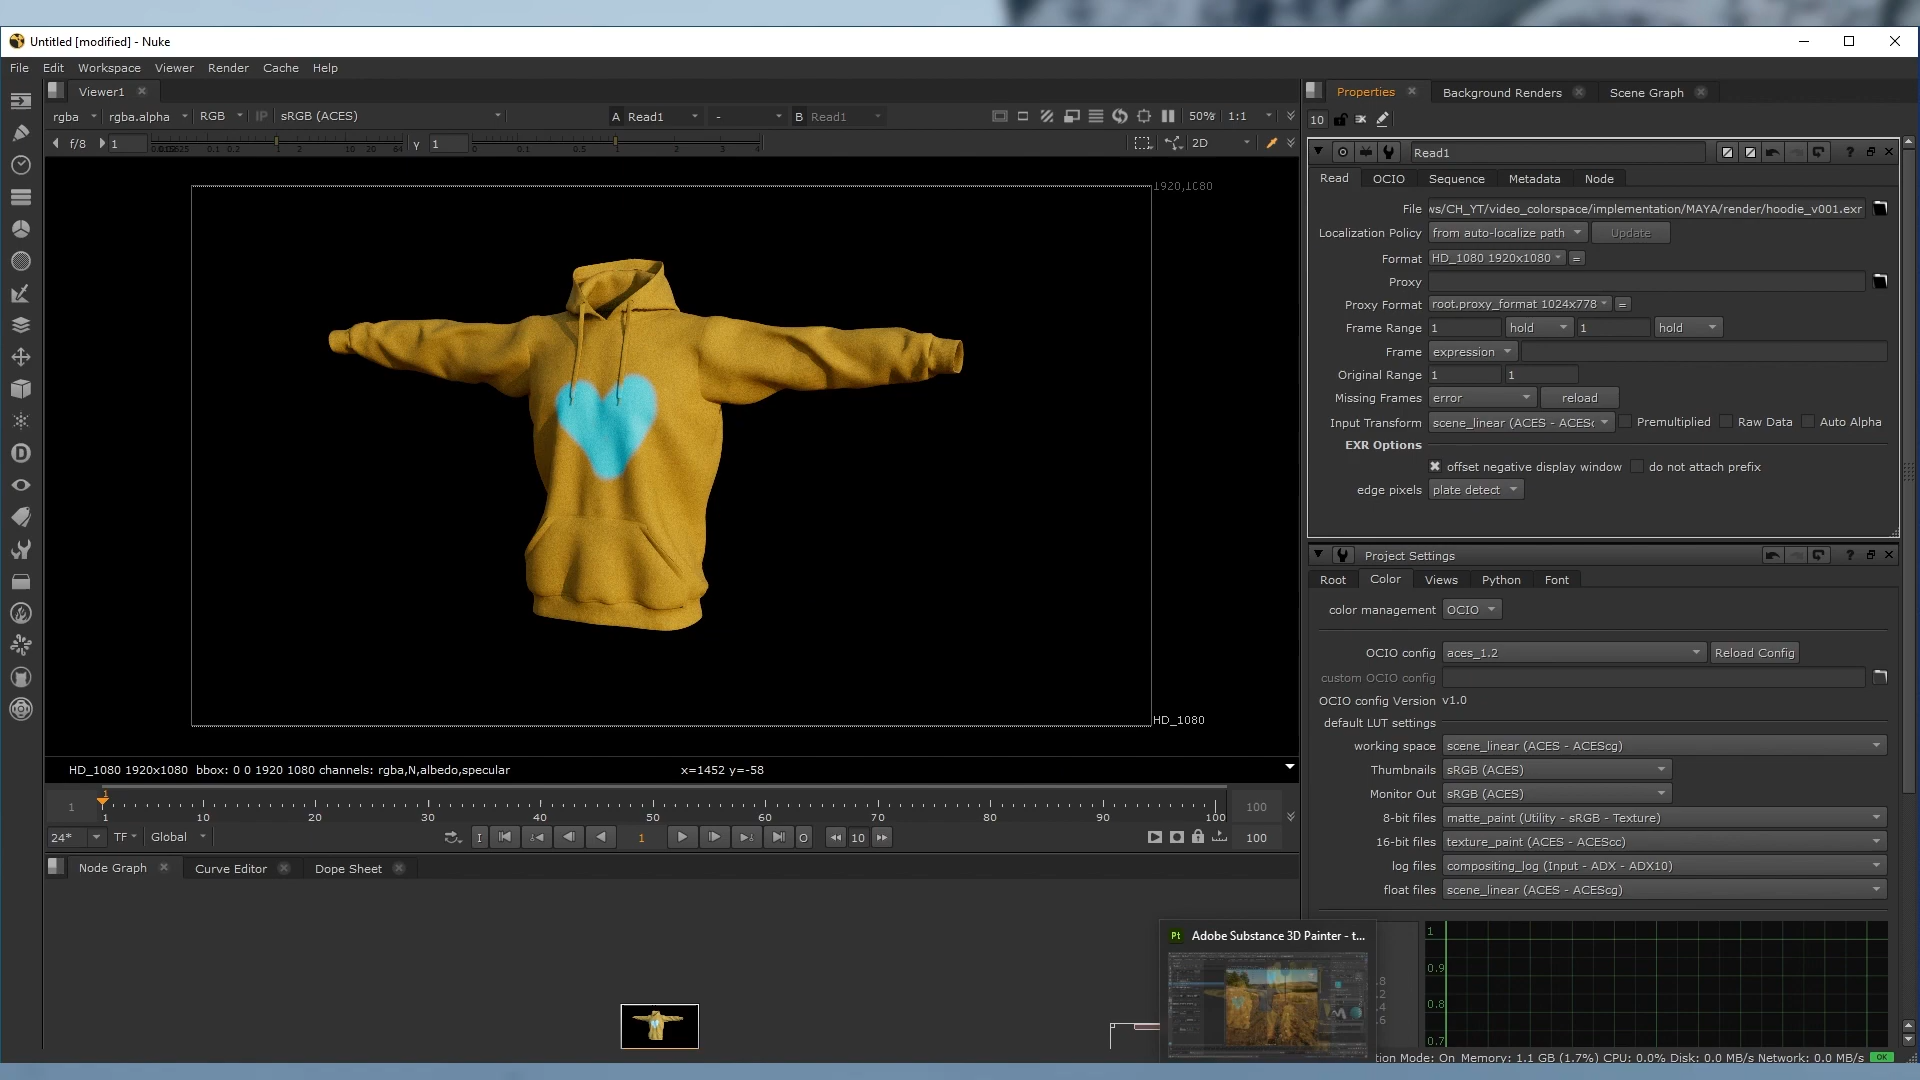 Untitled [modified] - Nuke
File Edit Workspace Viewer Render Cache Help
Viewer1
rgba rgba.alpha RGB IP sRGB (ACES) A Read1 - B Read1 50% 1:1
f/8 1 γ 1 2D
1920,1080
HD_1080
HD_1080 1920x1080 bbox: 0 0 1920 1080 channels: rgba,N,albedo,specular x=1452 y=-58
1 1 100
1 10 20 30 40 50 60 70 80 90 100
24* TF Global I 1 O 10 100
Node Graph Curve Editor Dope Sheet
Adobe Substance 3D Painter - t...
Properties Background Renders Scene Graph
10
Read1
Read OCIO Sequence Metadata Node
File ws/CH_YT/video_colorspace/implementation/MAYA/render/hoodie_v001.exr
Localization Policy from auto-localize path Update
Format HD_1080 1920x1080 =
Proxy
Proxy Format root.proxy_format 1024x778 =
Frame Range 1 hold 1 hold
Frame expression
Original Range 1 1
Missing Frames error reload
Input Transform scene_linear (ACES - ACESc Premultiplied Raw Data Auto Alpha
EXR Options
offset negative display window do not attach prefix
edge pixels plate detect
Project Settings
Root Color Views Python Font
color management OCIO
OCIO config aces_1.2 Reload Config
custom OCIO config
OCIO config Version v1.0
default LUT settings
working space scene_linear (ACES - ACEScg)
Thumbnails sRGB (ACES)
Monitor Out sRGB (ACES)
8-bit files matte_paint (Utility - sRGB - Texture)
16-bit files texture_paint (ACES - ACEScc)
log files compositing_log (Input - ADX - ADX10)
float files scene_linear (ACES - ACEScg)
1
0.9
0.8
0.7
.8
.2
.4
.6
tion Mode: On Memory: 1.1 GB (1.7%) CPU: 0.0% Disk: 0.0 MB/s Network: 0.0 MB/s OK